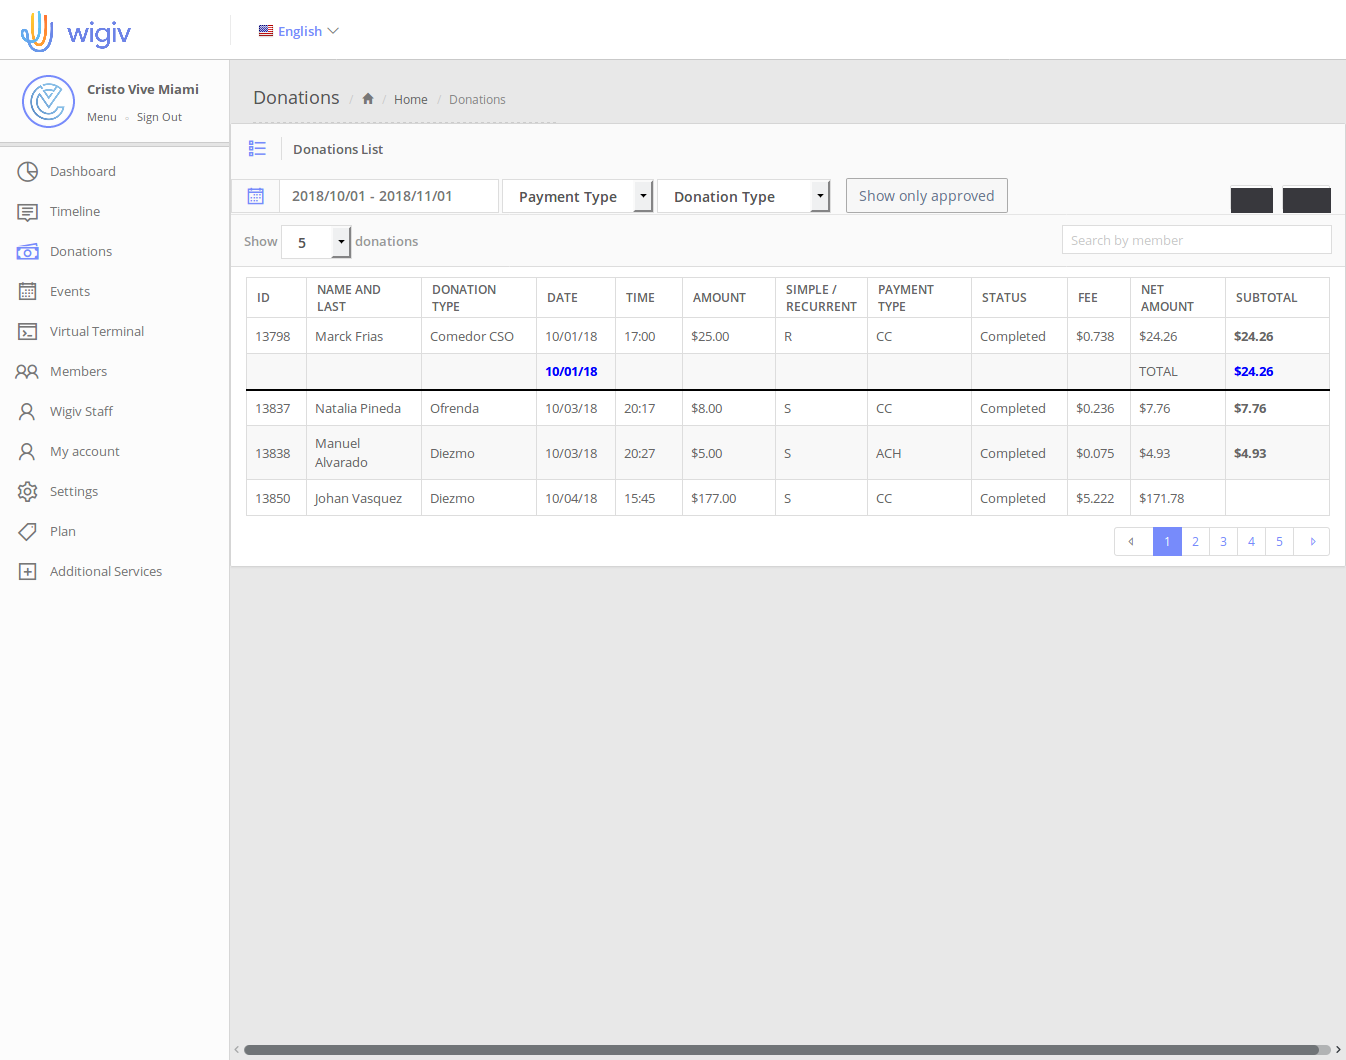 wigiv
English
Cristo Vive Miami
Menu Sign Out
Dashboard
Timeline
Donations
Events
Virtual Terminal
Members
Wigiv Staff
My account
Settings
Plan
Additional Services
Donations / / Home / Donations
Donations List
2018/10/01 - 2018/11/01 Payment Type Donation Type Show only approved
Show 5 donations Search by member
ID NAME AND LAST DONATION TYPE DATE TIME AMOUNT SIMPLE / RECURRENT PAYMENT TYPE STATUS FEE NET AMOUNT SUBTOTAL
13798 Marck Frias Comedor CSO 10/01/18 17:00 $25.00 R CC Completed $0.738 $24.26 $24.26
10/01/18 TOTAL $24.26
13837 Natalia Pineda Ofrenda 10/03/18 20:17 $8.00 S CC Completed $0.236 $7.76 $7.76
13838 Manuel Alvarado Diezmo 10/03/18 20:27 $5.00 S ACH Completed $0.075 $4.93 $4.93
13850 Johan Vasquez Diezmo 10/04/18 15:45 $177.00 S CC Completed $5.222 $171.78
1 2 3 4 5